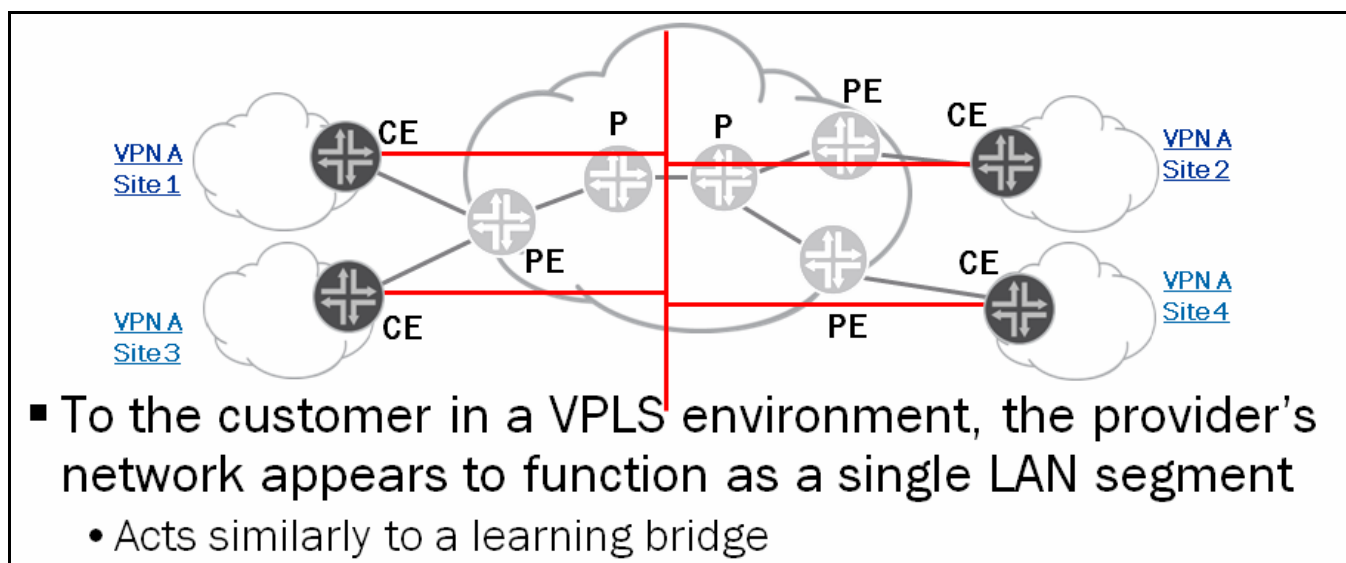 PE
P
P
CE
CE
VPN A
Site 1
VPN A
Site 2
PE
CE
VPN A
Site 3
CE
VPN A
Site 4
PE
▪ To the customer in a VPLS environment, the provider's
network appears to function as a single LAN segment
• Acts similarly to a learning bridge